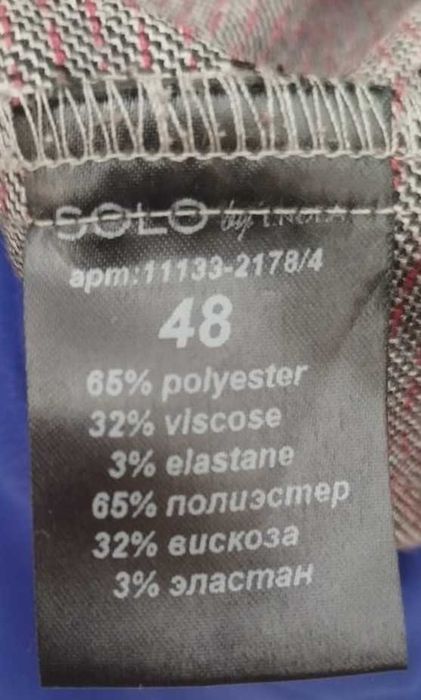 SOLO by
арт:11133-2178/4
48
65% polyester
32% viscose
3% elastane
65% полиэстер
32% вискоза
3% эластан